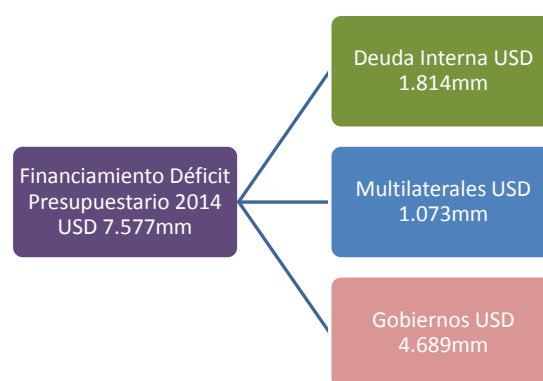 Financiamiento Déficit
Presupuestario 2014
USD 7.577mm
Deuda Interna USD
1.814mm
Multilaterales USD
1.073mm
Gobiernos USD
4.689mm